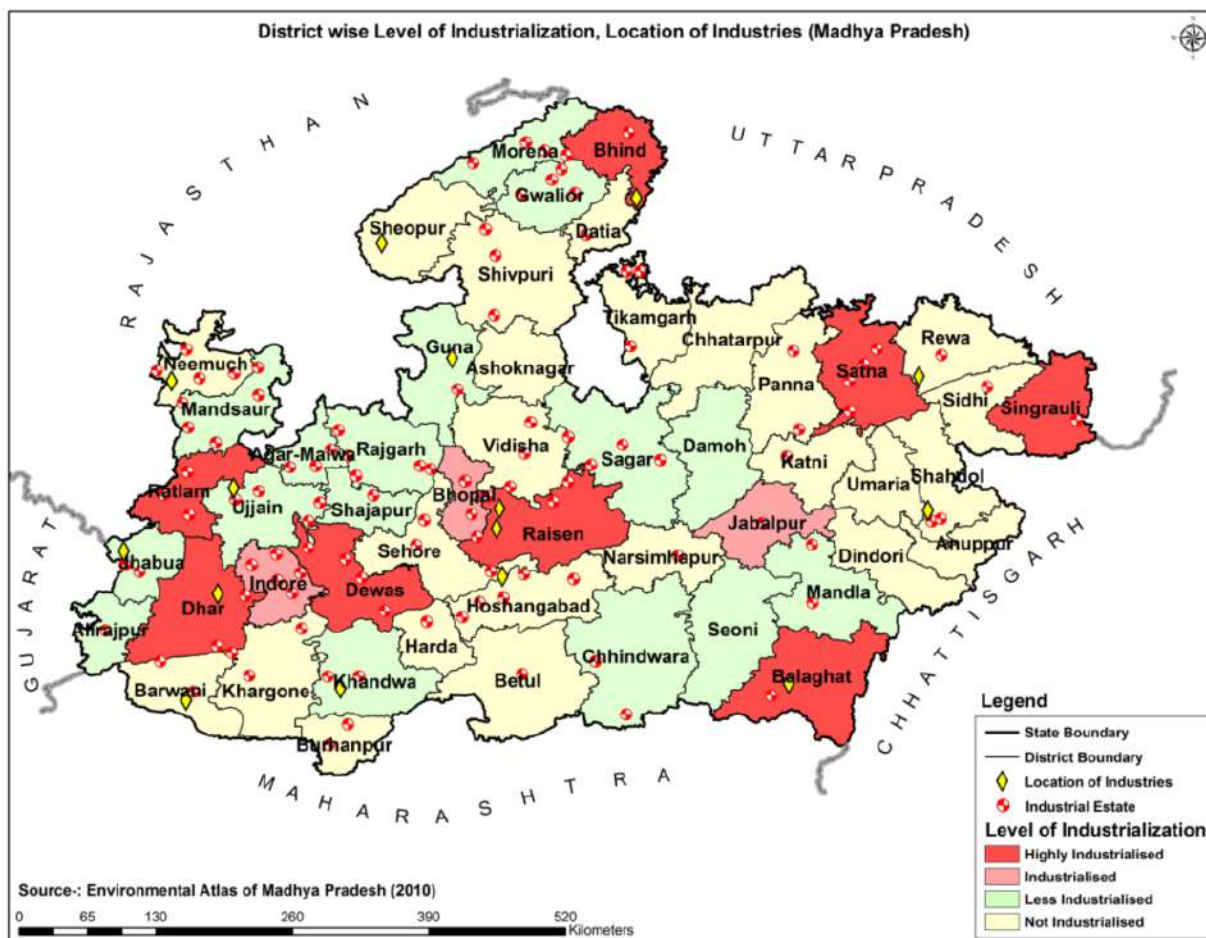 District wise Level of Industrialization, Location of Industries (Madhya Pradesh)
RAJASTHAN
UTTARPRADESH
Morena
Bhind
Gwalior
Sheopur
Datia
Shivpuri
Tikamgarh
Chhatarpur
Rewa
Neemuch
Guna
Ashoknagar
Panna
Satna
Sidhi
Singrauli
Mandsaur
Agar-Malwa
Rajgarh
Vidisha
Sagar
Damoh
Katni
Shahdol
Umaria
Ratlam
Ujjain
Shajapur
Bhopal
Raisen
Jabalpur
Anuppur
Sehore
Narsimhapur
Dindori
Jhabua
Indore
Dewas
Hoshangabad
Mandla
Dhar
Alirajpur
Harda
Seoni
Chhindwara
Barwani
Khargone
Khandwa
Betul
Balaghat
Burhanpur
GUJARAT
MAHARASHTRA
CHHATISGARH
Legend
State Boundary
District Boundary
Location of Industries
Industrial Estate
Level of Industrialization
Highly Industrialised
Industrialised
Less Industrialised
Not Industrialised
Source-: Environmental Atlas of Madhya Pradesh (2010)
0 65 130 260 390 520
Kilometers